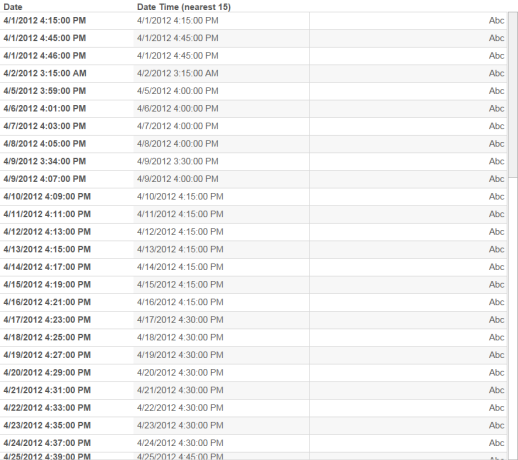 Date Date Time (nearest 15)
4/1/2012 4:15:00 PM 4/1/2012 4:15:00 PM Abc
4/1/2012 4:45:00 PM 4/1/2012 4:45:00 PM Abc
4/1/2012 4:46:00 PM 4/1/2012 4:45:00 PM Abc
4/2/2012 3:15:00 AM 4/2/2012 3:15:00 AM Abc
4/5/2012 3:59:00 PM 4/5/2012 4:00:00 PM Abc
4/6/2012 4:01:00 PM 4/6/2012 4:00:00 PM Abc
4/7/2012 4:03:00 PM 4/7/2012 4:00:00 PM Abc
4/8/2012 4:05:00 PM 4/8/2012 4:00:00 PM Abc
4/9/2012 3:34:00 PM 4/9/2012 3:30:00 PM Abc
4/9/2012 4:07:00 PM 4/9/2012 4:00:00 PM Abc
4/10/2012 4:09:00 PM 4/10/2012 4:15:00 PM Abc
4/11/2012 4:11:00 PM 4/11/2012 4:15:00 PM Abc
4/12/2012 4:13:00 PM 4/12/2012 4:15:00 PM Abc
4/13/2012 4:15:00 PM 4/13/2012 4:15:00 PM Abc
4/14/2012 4:17:00 PM 4/14/2012 4:15:00 PM Abc
4/15/2012 4:19:00 PM 4/15/2012 4:15:00 PM Abc
4/16/2012 4:21:00 PM 4/16/2012 4:15:00 PM Abc
4/17/2012 4:23:00 PM 4/17/2012 4:30:00 PM Abc
4/18/2012 4:25:00 PM 4/18/2012 4:30:00 PM Abc
4/19/2012 4:27:00 PM 4/19/2012 4:30:00 PM Abc
4/20/2012 4:29:00 PM 4/20/2012 4:30:00 PM Abc
4/21/2012 4:31:00 PM 4/21/2012 4:30:00 PM Abc
4/22/2012 4:33:00 PM 4/22/2012 4:30:00 PM Abc
4/23/2012 4:35:00 PM 4/23/2012 4:30:00 PM Abc
4/24/2012 4:37:00 PM 4/24/2012 4:30:00 PM Abc
4/25/2012 4:39:00 PM 4/25/2012 4:45:00 PM Abc